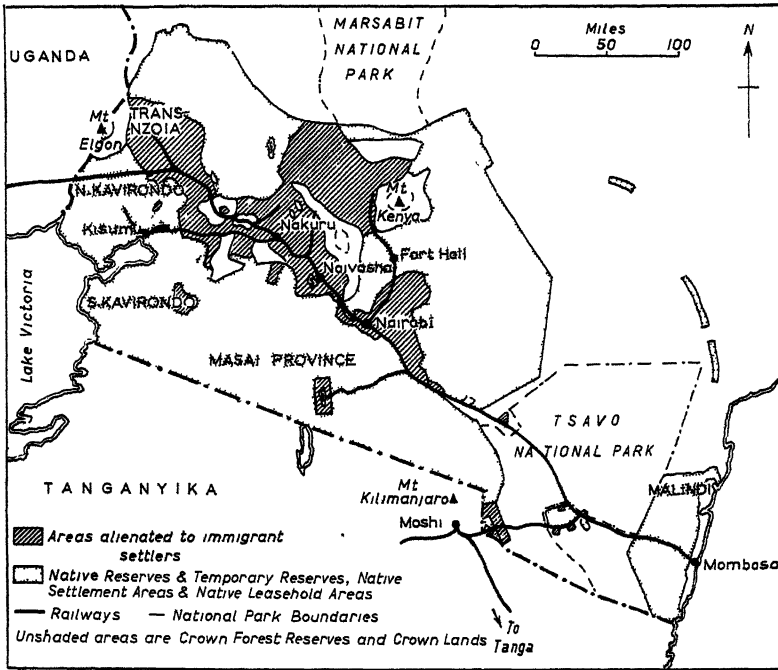 MARSABIT
NATIONAL
PARK
Miles
0 50 100
N
UGANDA
Mt
Elgon
TRANS-
NZOIA
N.KAVIRONDO
Mt
Kenya
Kisumu
Nakuru
Fort Hall
Naivasha
S.KAVIRONDO
Nairobi
Lake Victoria
MASAI PROVINCE
TSAVO
NATIONAL PARK
TANGANYIKA
Mt
Kilimanjaro
MALINDI
Moshi
Mombasa
Areas alienated to immigrant
settlers
Native Reserves & Temporary Reserves, Native
Settlement Areas & Native Leasehold Areas
Railways — National Park Boundaries
Unshaded areas are Crown Forest Reserves and Crown Lands
To
Tanga